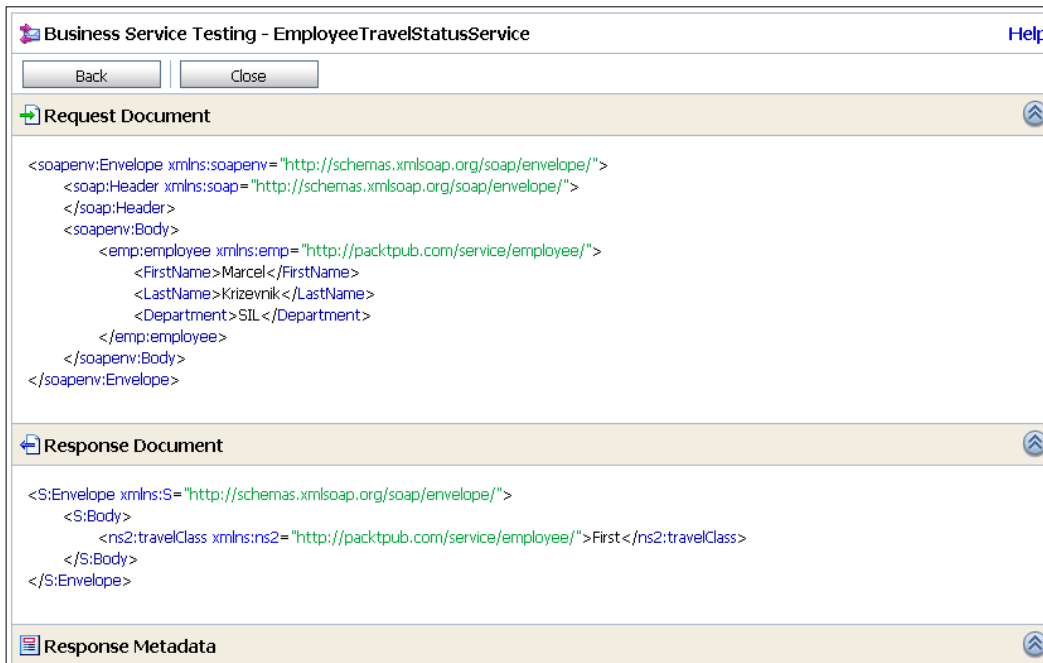 Business Service Testing - EmployeeTravelStatusService
Help
Back
Close
Request Document
<soapenv:Envelope xmlns:soapenv="http://schemas.xmlsoap.org/soap/envelope/">
<soap:Header xmlns:soap="http://schemas.xmlsoap.org/soap/envelope/">
</soap:Header>
<soapenv:Body>
<emp:employee xmlns:emp="http://packtpub.com/service/employee/">
<FirstName>Marcel</FirstName>
<LastName>Krizevnik</LastName>
<Department>SIL</Department>
</emp:employee>
</soapenv:Body>
</soapenv:Envelope>
Response Document
<S:Envelope xmlns:S="http://schemas.xmlsoap.org/soap/envelope/">
<S:Body>
<ns2:travelClass xmlns:ns2="http://packtpub.com/service/employee/">First</ns2:travelClass>
</S:Body>
</S:Envelope>
Response Metadata